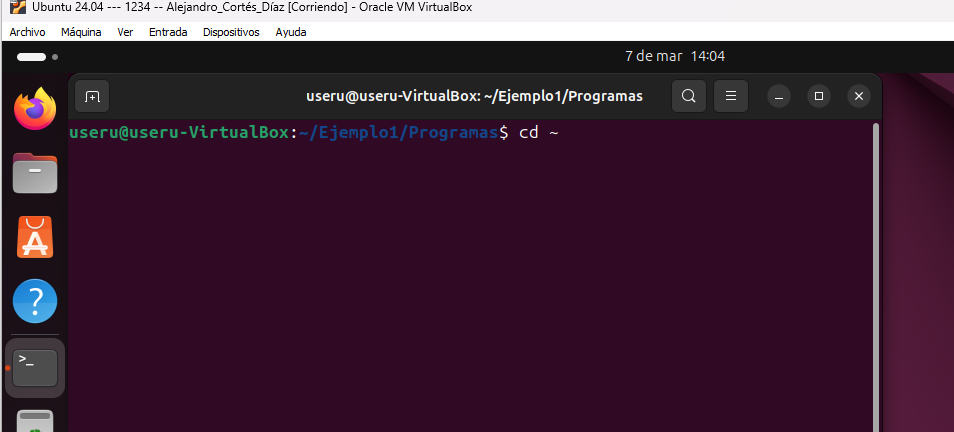 Ubuntu 24.04 --- 1234 -- Alejandro_Cortés_Díaz [Corriendo] - Oracle VM VirtualBox
Archivo Máquina Ver Entrada Dispositivos Ayuda
7 de mar 14:04
useru@useru-VirtualBox: ~/Ejemplo1/Programas
useru@useru-VirtualBox:~/Ejemplo1/Programas$ cd ~